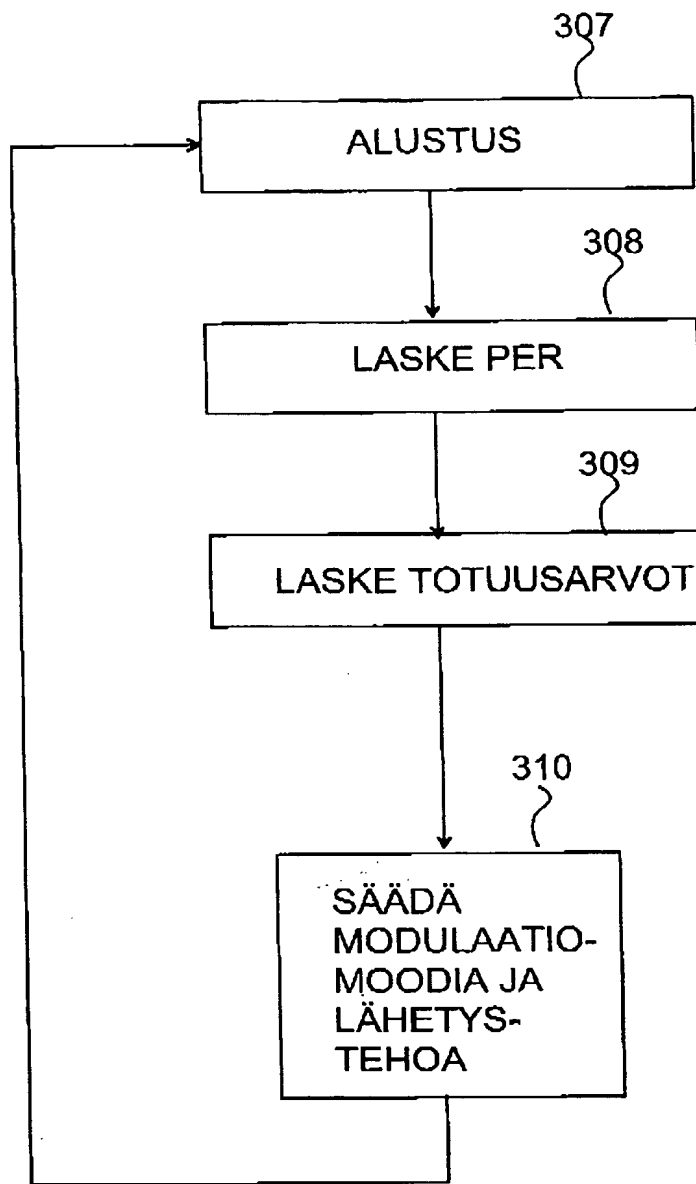 307
ALUSTUS
308
LASKE PER
309
LASKE TOTUUSARVOT
310
SÄÄDÄ
MODULAATIO-
MOODIA JA
LÄHETYS-
TEHOA